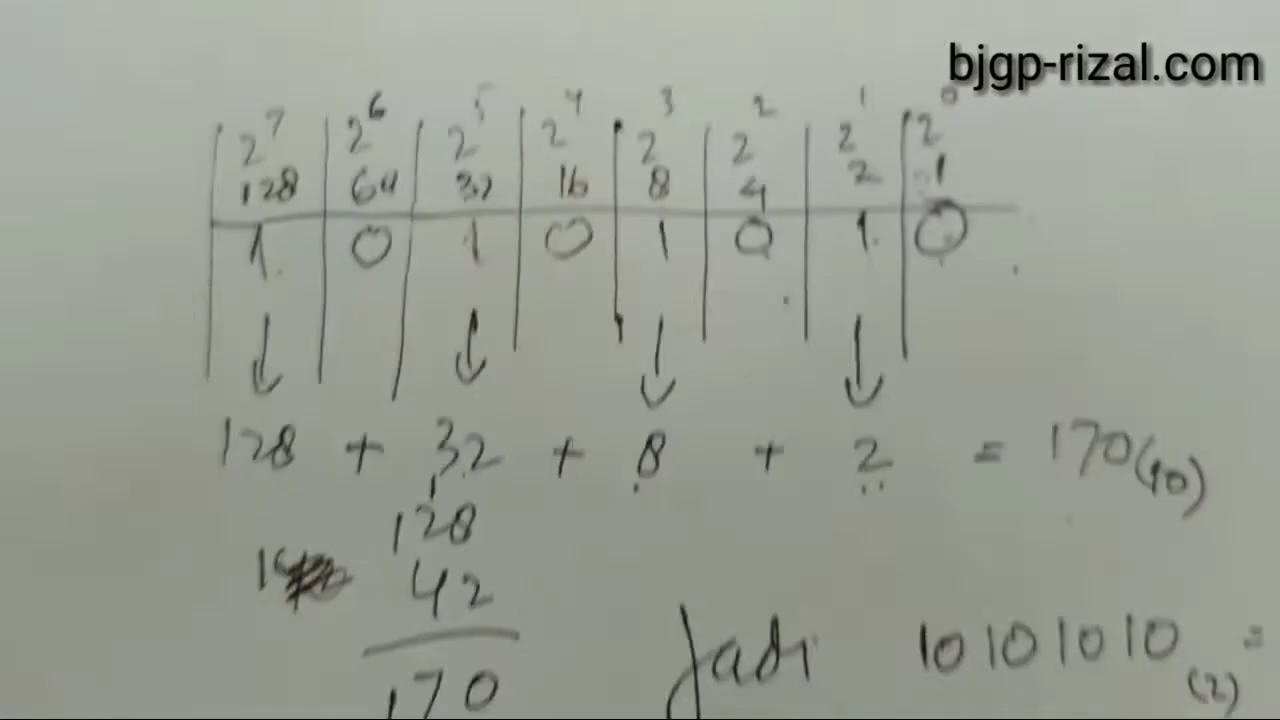 bjgp-rizal.com
2⁷ 2⁶ 2⁵ 2⁴ 2³ 2² 2¹ 2⁰
128 64 32 16 8 4 2 1
1 0 1 0 1 0 1 0
128 + 32 + 8 + 2 = 170(10)
1
128
42
170
Jadi 10101010(2) =